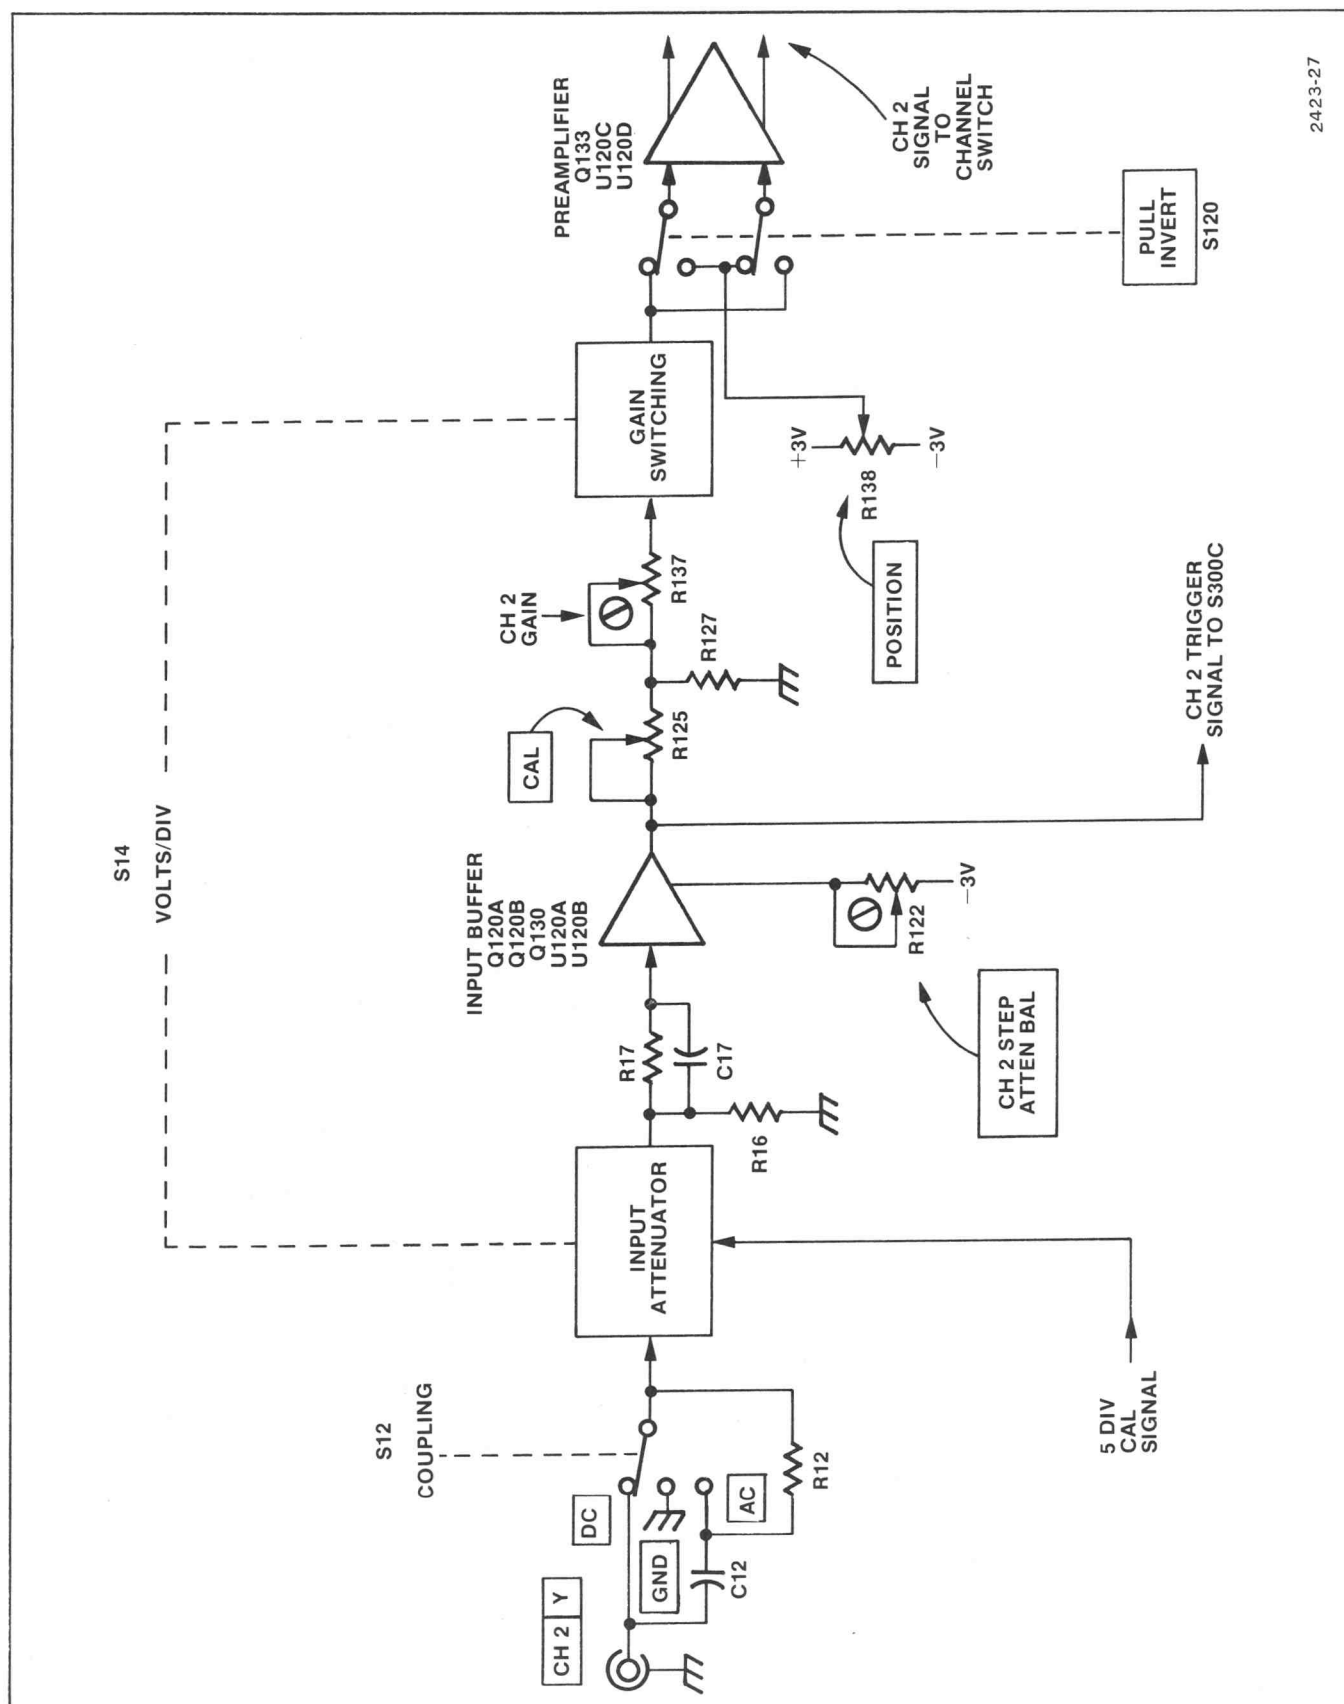 S14
VOLTS/DIV
S12
COUPLING
CH 2
Y
DC
GND
AC
C12
R12
INPUT
ATTENUATOR
5 DIV
CAL
SIGNAL
R16
R17
C17
INPUT BUFFER
Q120A
Q120B
Q130
U120A
U120B
CH 2 STEP
ATTEN BAL
R122
−3V
CAL
R125
R127
CH 2
GAIN
R137
CH 2 TRIGGER
SIGNAL TO S300C
GAIN
SWITCHING
POSITION
R138
+3V
−3V
PREAMPLIFIER
Q133
U120C
U120D
PULL
INVERT
S120
CH 2
SIGNAL
TO
CHANNEL
SWITCH
2423-27